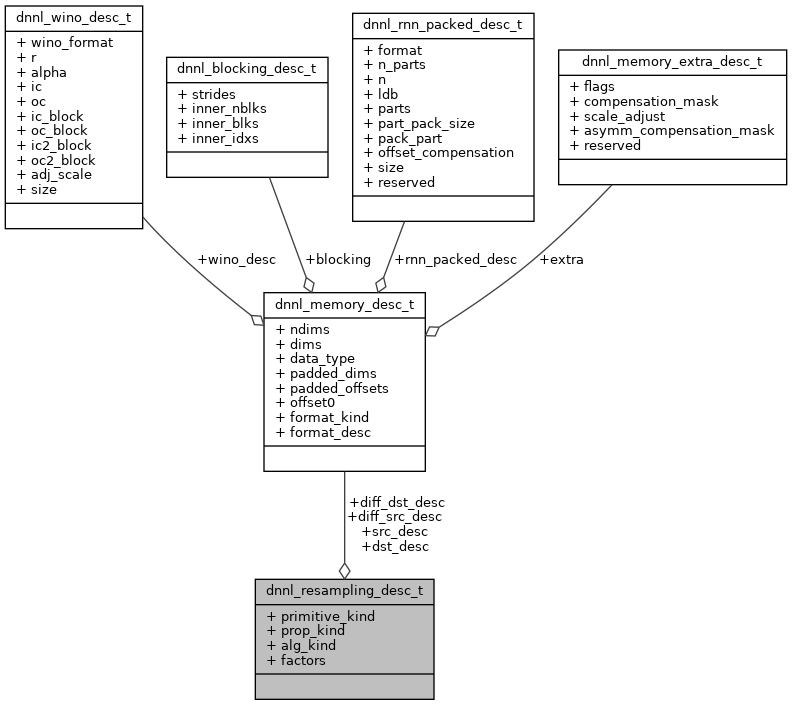 dnnl_wino_desc_t
+ wino_format
+ r
+ alpha
+ ic
+ oc
+ ic_block
+ oc_block
+ ic2_block
+ oc2_block
+ adj_scale
+ size
dnnl_blocking_desc_t
+ strides
+ inner_nblks
+ inner_blks
+ inner_idxs
dnnl_rnn_packed_desc_t
+ format
+ n_parts
+ n
+ ldb
+ parts
+ part_pack_size
+ pack_part
+ offset_compensation
+ size
+ reserved
dnnl_memory_extra_desc_t
+ flags
+ compensation_mask
+ scale_adjust
+ asymm_compensation_mask
+ reserved
+wino_desc
+blocking
+rnn_packed_desc
+extra
dnnl_memory_desc_t
+ ndims
+ dims
+ data_type
+ padded_dims
+ padded_offsets
+ offset0
+ format_kind
+ format_desc
+diff_dst_desc
+diff_src_desc
+src_desc
+dst_desc
dnnl_resampling_desc_t
+ primitive_kind
+ prop_kind
+ alg_kind
+ factors